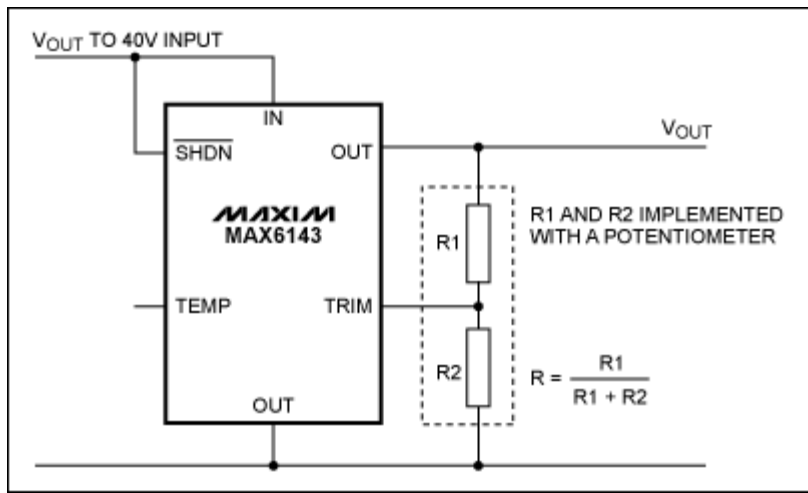 VOUT TO 40V INPUT
IN
SHDN
OUT
VOUT
MAXIM
MAX6143
R1
R1 AND R2 IMPLEMENTED
WITH A POTENTIOMETER
TEMP
TRIM
R2
R = R1 / R1 + R2
OUT